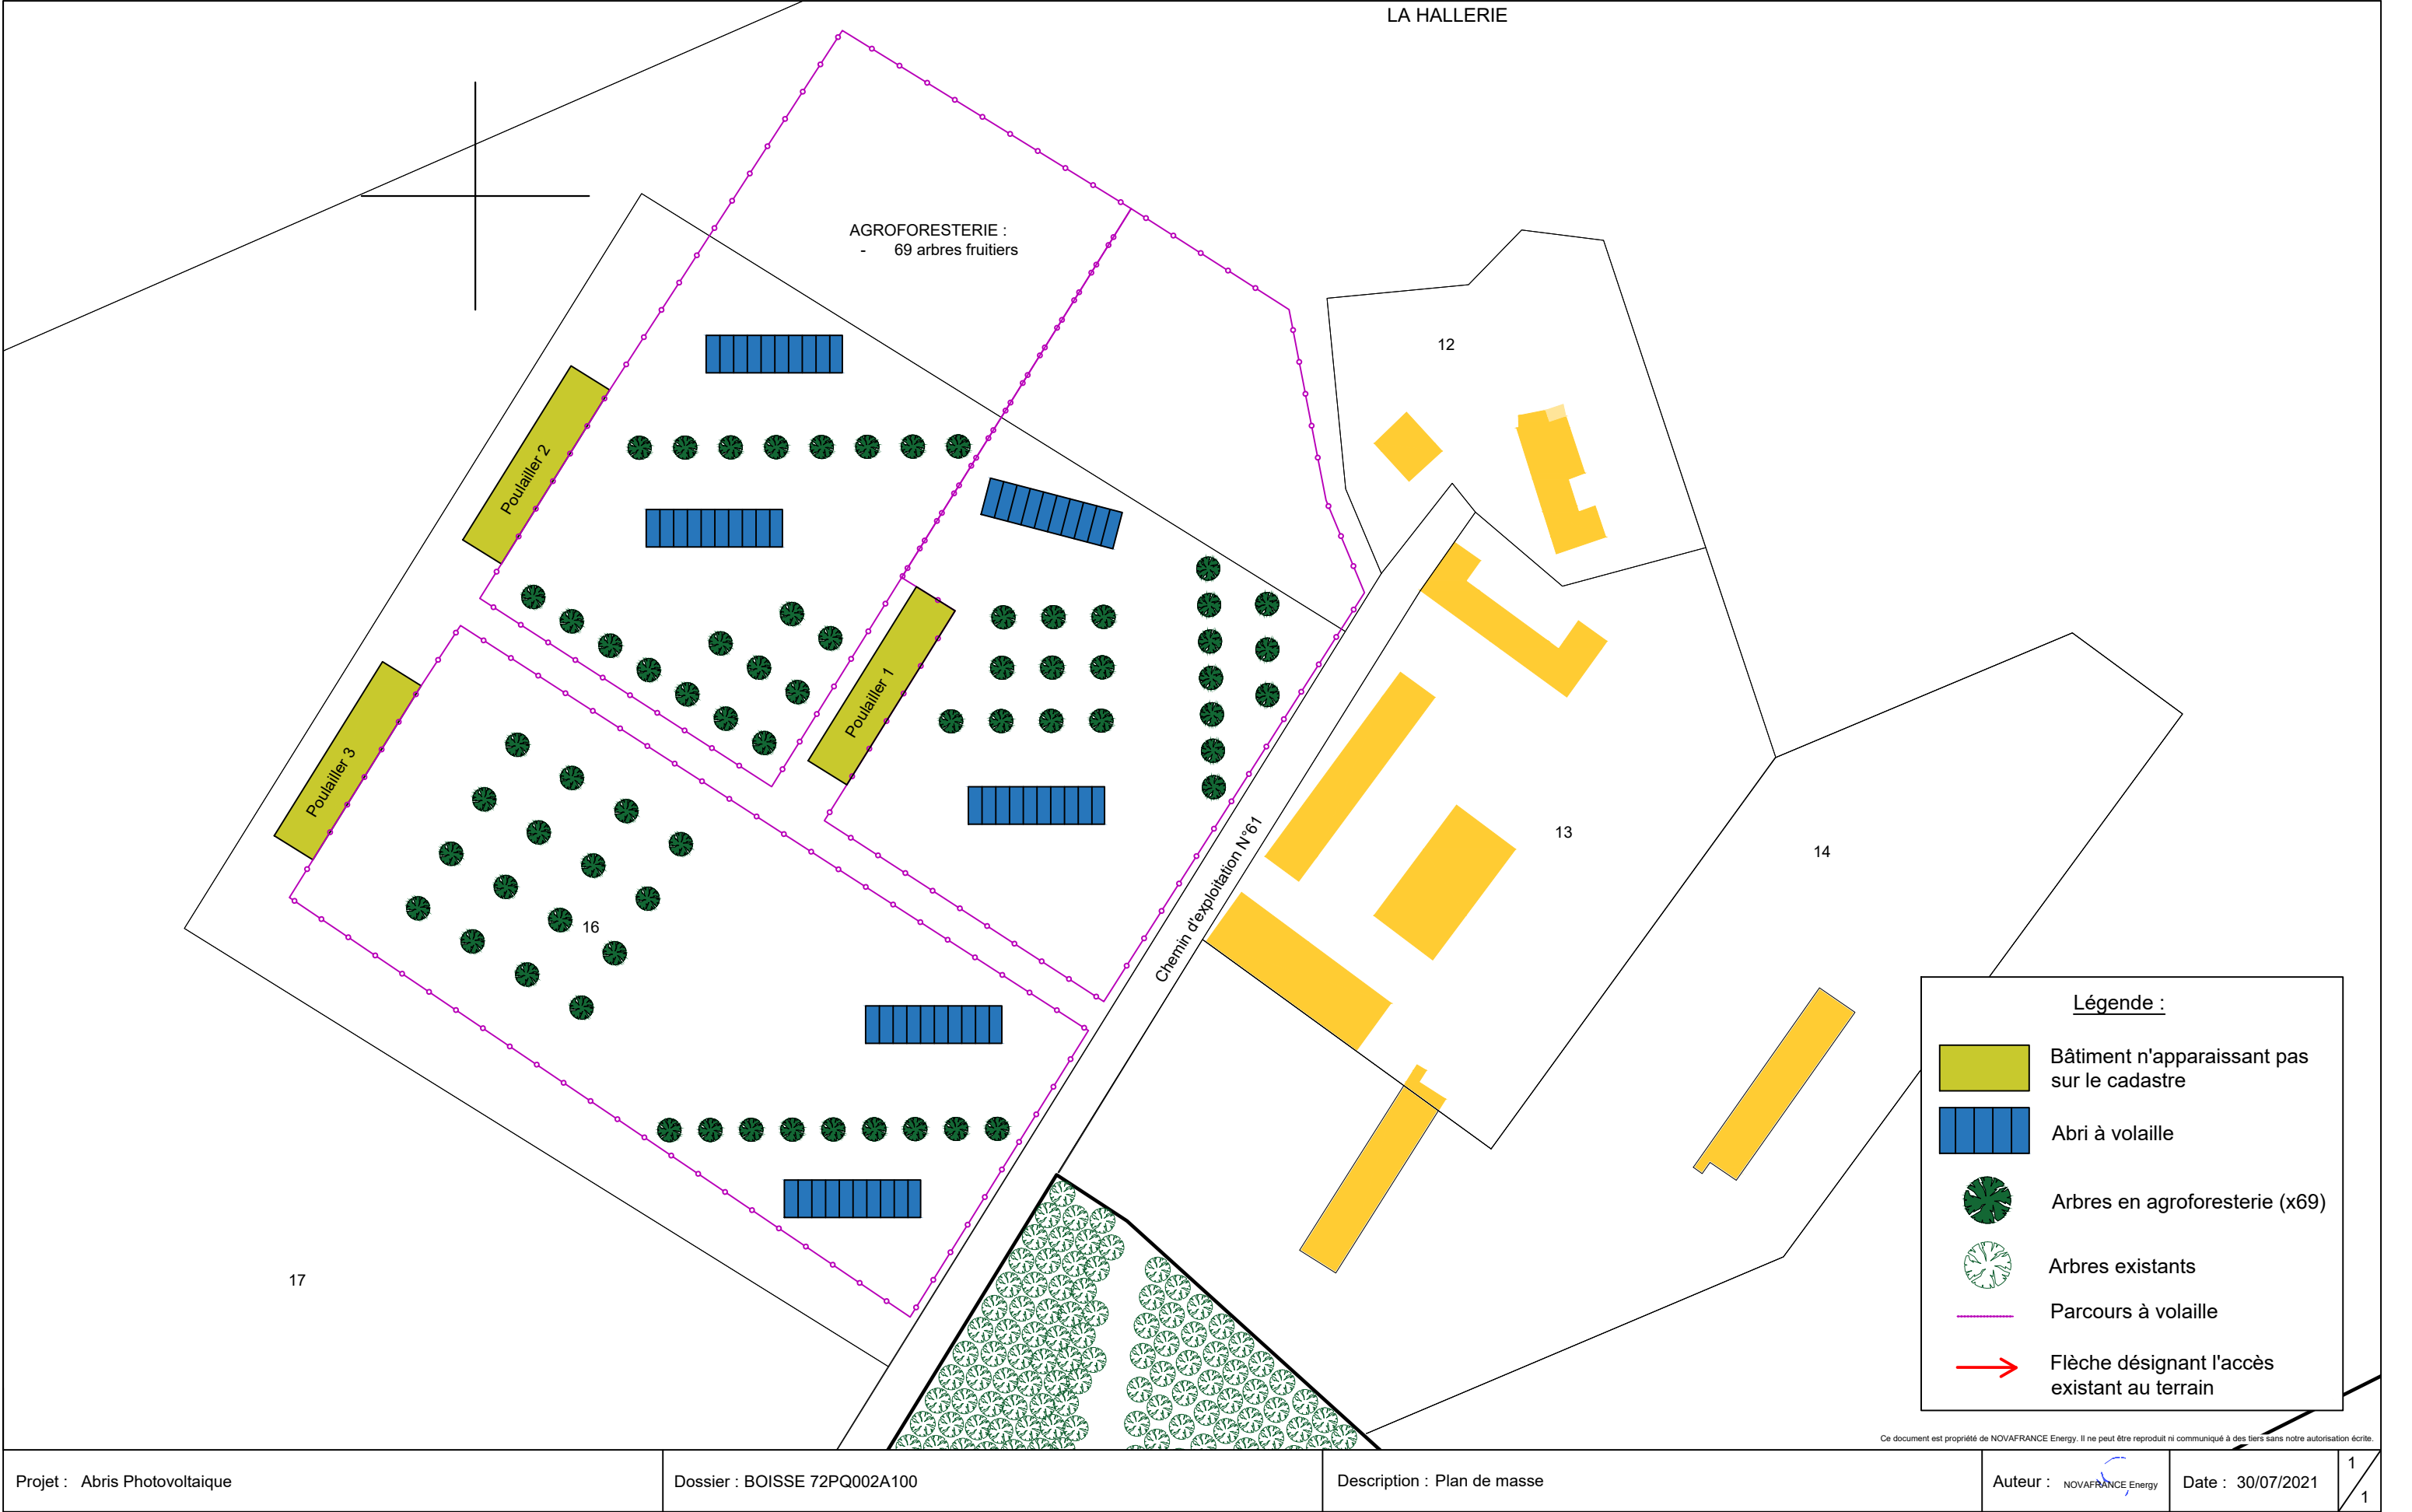 LA HALLERIE
AGROFORESTERIE :
- 69 arbres fruitiers
12
Poulailler 2
Poulailler 1
Poulailler 3
13
14
Chemin d'exploitation N°61
16
17
Légende :
Bâtiment n'apparaissant pas
sur le cadastre
Abri à volaille
Arbres en agroforesterie (x69)
Arbres existants
Parcours à volaille
Flèche désignant l'accès
existant au terrain
Ce document est propriété de NOVAFRANCE Energy. Il ne peut être reproduit ni communiqué à des tiers sans notre autorisation écrite.
Projet : Abris Photovoltaique
Dossier : BOISSE 72PQ002A100
Description : Plan de masse
Auteur : NOVAFRANCE Energy
Date : 30/07/2021
1
1